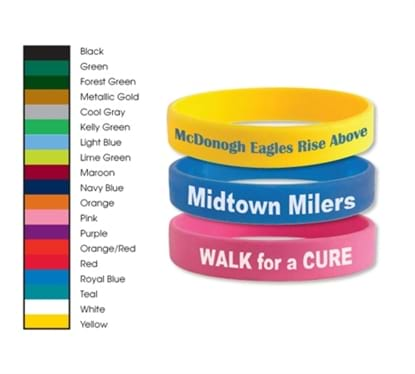 Black
Green
Forest Green
Metallic Gold
Cool Gray
Kelly Green
Light Blue
Lime Green
Maroon
Navy Blue
Orange
Pink
Purple
Orange/Red
Red
Royal Blue
Teal
White
Yellow
McDonogh Eagles Rise Above
Midtown Milers
WALK for a CURE